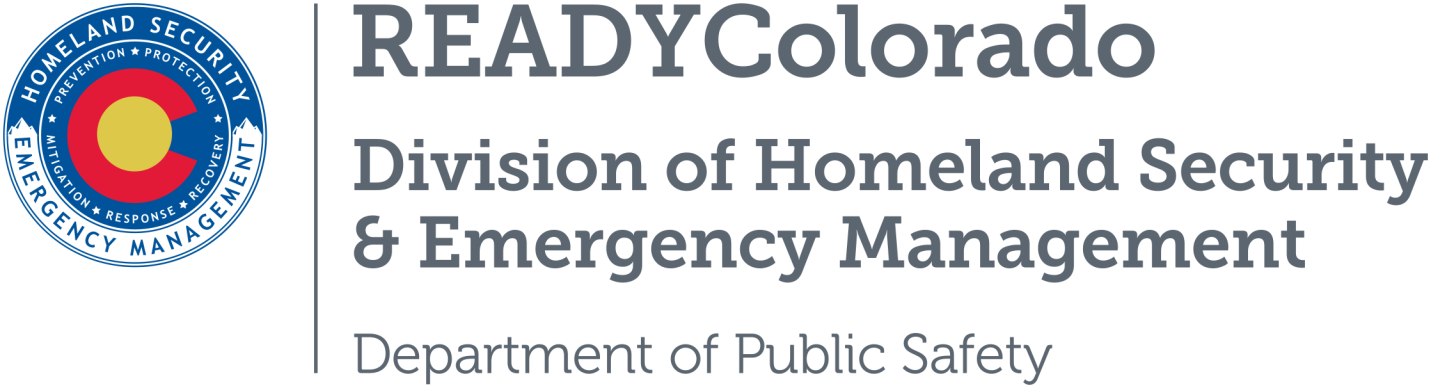 HOMELAND SECURITY
PREVENTION ★ PROTECTION
MITIGATION ★ RESPONSE ★ RECOVERY
EMERGENCY MANAGEMENT
READYColorado
Division of Homeland Security
& Emergency Management
Department of Public Safety